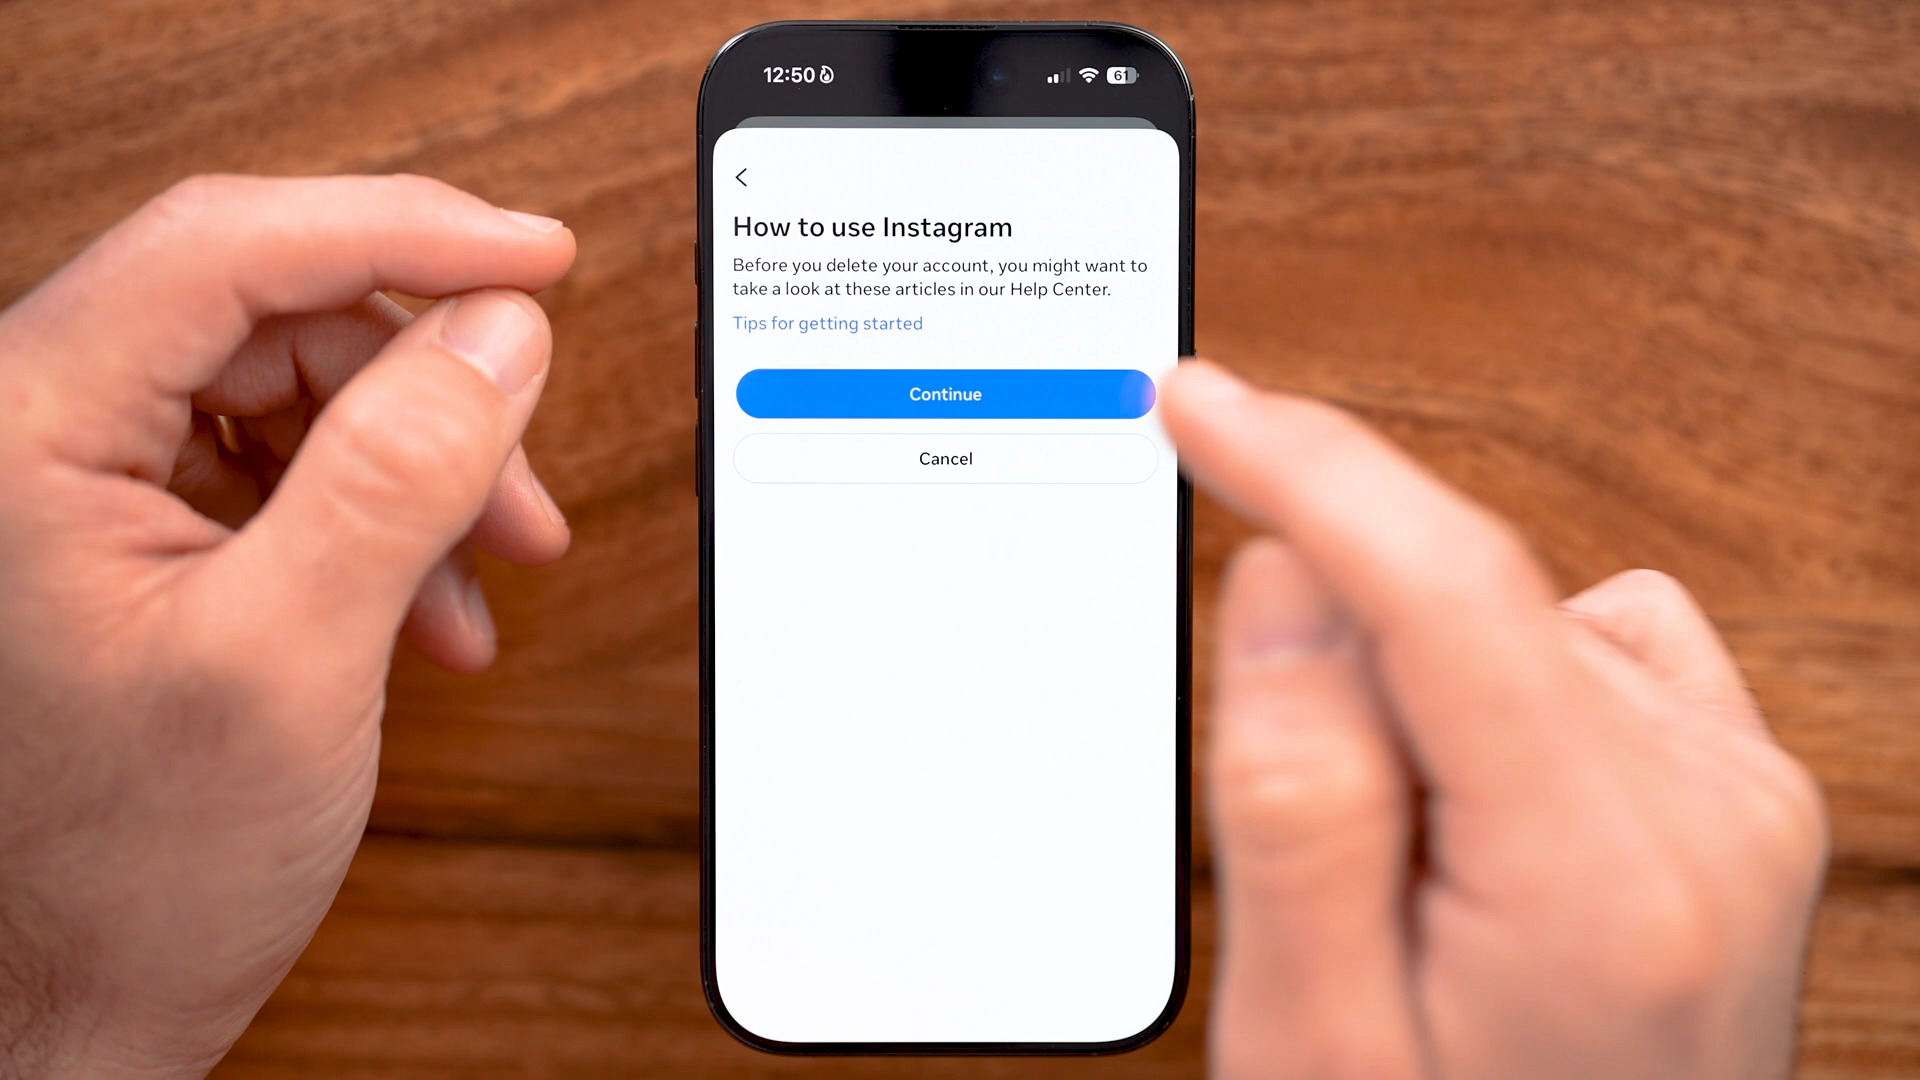 12:50
61
How to use Instagram
Before you delete your account, you might want to
take a look at these articles in our Help Center.
Tips for getting started
Continue
Cancel